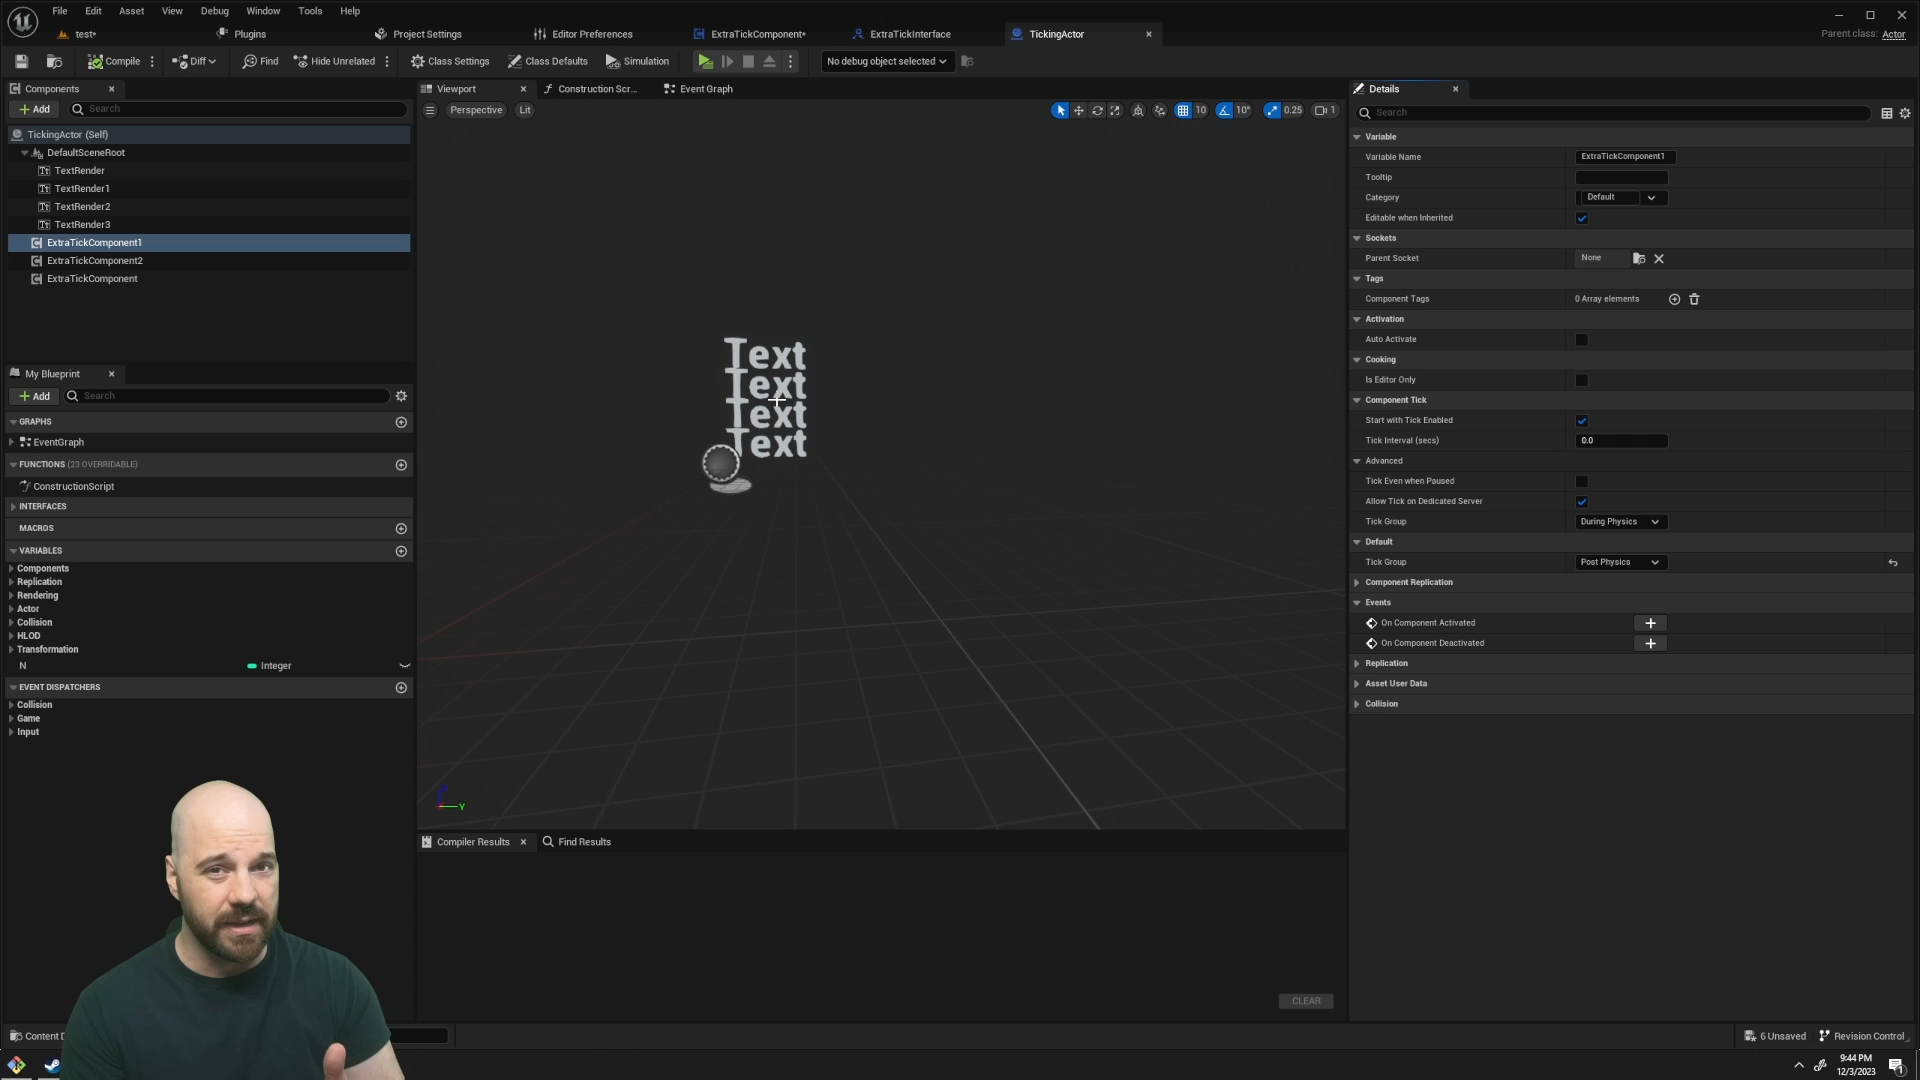 File Edit Asset View Debug Window Tools Help
test* Plugins Project Settings Editor Preferences ExtraTickComponent* ExtraTickInterface TickingActor Parent class: Actor
Compile Diff Find Hide Unrelated Class Settings Class Defaults Simulation No debug object selected
Components
Add Search
TickingActor (Self)
DefaultSceneRoot
TextRender
TextRender1
TextRender2
TextRender3
ExtraTickComponent1
ExtraTickComponent2
ExtraTickComponent
My Blueprint
Add Search
GRAPHS
EventGraph
FUNCTIONS (23 OVERRIDABLE)
ConstructionScript
INTERFACES
MACROS
VARIABLES
Components
Replication
Rendering
Actor
Collision
HLOD
Transformation
N Integer
EVENT DISPATCHERS
Collision
Game
Input
Viewport Construction Scr... Event Graph
Perspective Lit 10 10° 0.25 1
Text
Text
Text
Text
Y
Compiler Results Find Results
CLEAR
Details
Search
Variable
Variable Name ExtraTickComponent1
Tooltip
Category Default
Editable when Inherited
Sockets
Parent Socket None
Tags
Component Tags 0 Array elements
Activation
Auto Activate
Cooking
Is Editor Only
Component Tick
Start with Tick Enabled
Tick Interval (secs) 0.0
Advanced
Tick Even when Paused
Allow Tick on Dedicated Server
Tick Group During Physics
Default
Tick Group Post Physics
Component Replication
Events
On Component Activated
On Component Deactivated
Replication
Asset User Data
Collision
Content D
6 Unsaved Revision Control
9:44 PM
12/3/2023
1